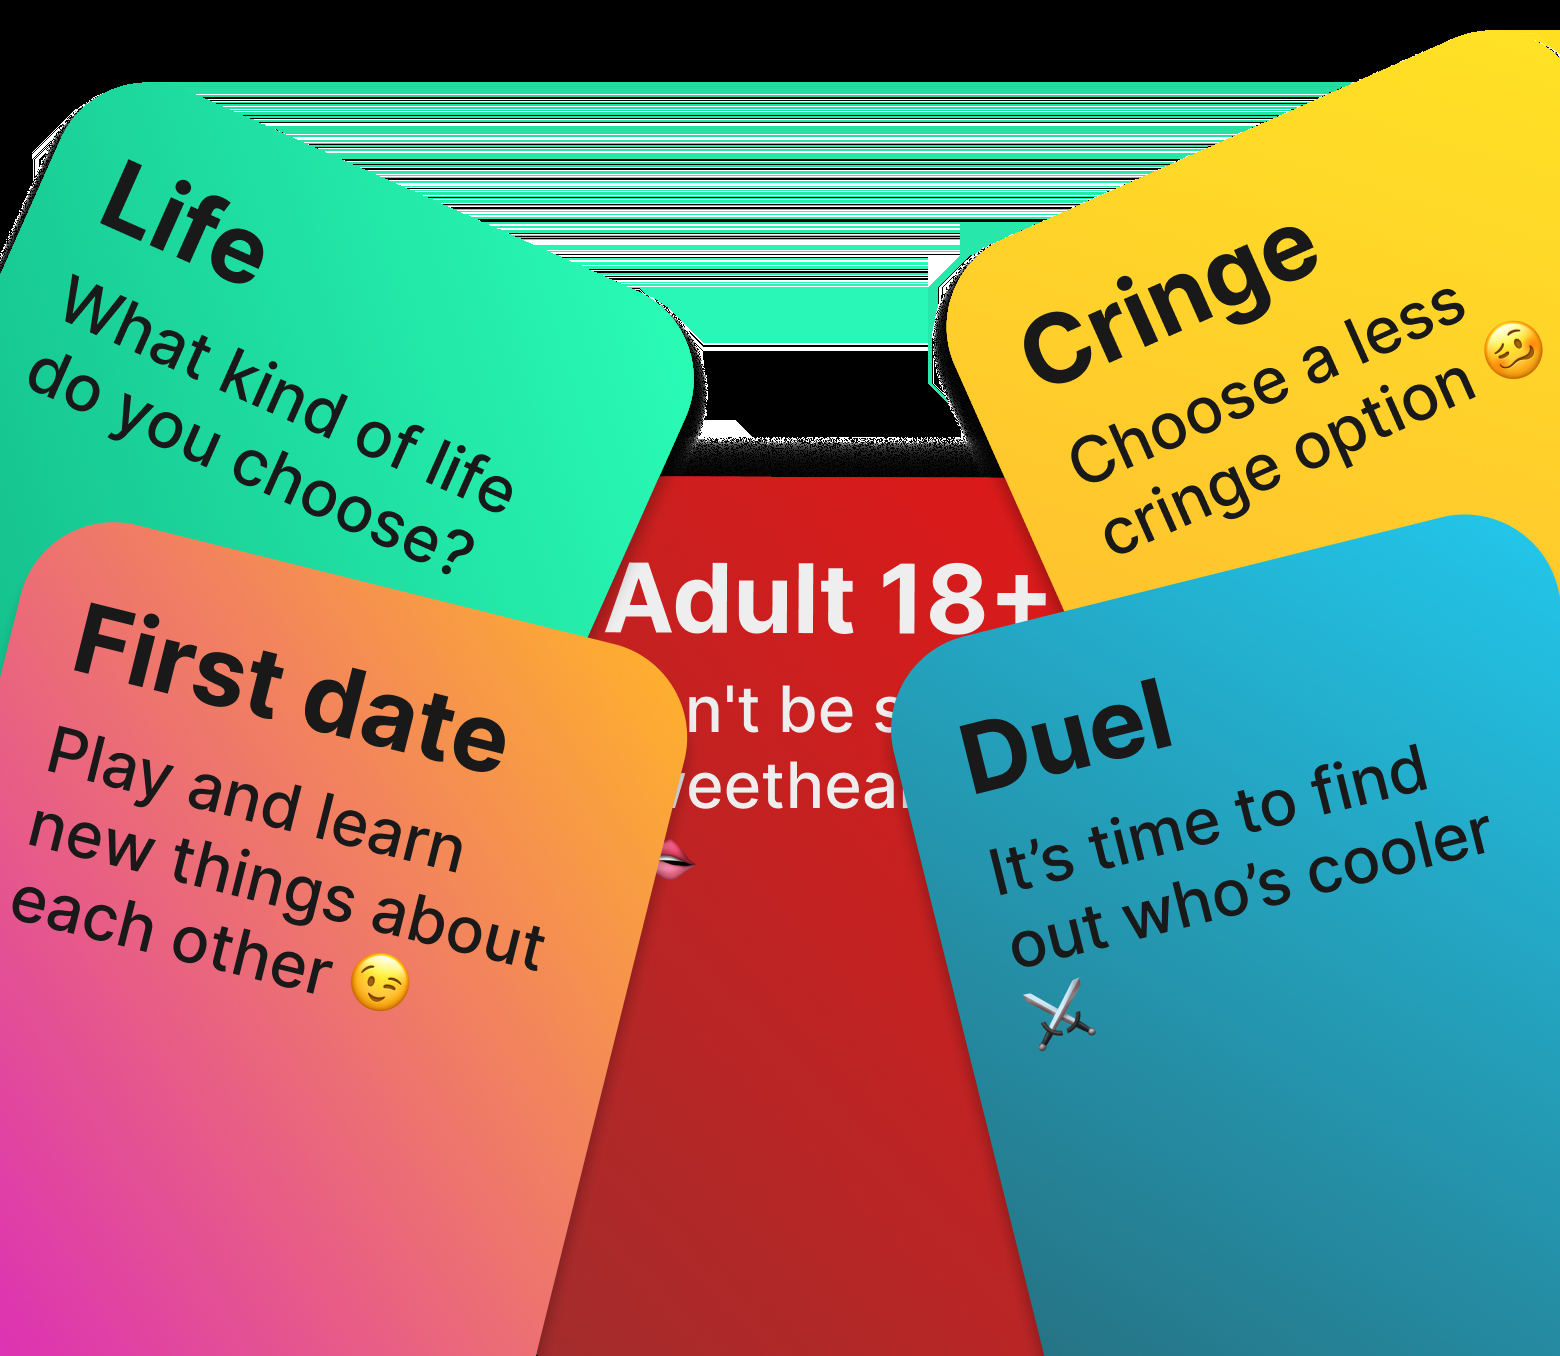 Life
What kind of life
do you choose?
Cringe
Choose a less
cringe option 🥴
Adult 18+
be
First date
Play and learn
new things about
each other 😉
Duel
It’s time to find
out who’s cooler
⚔️